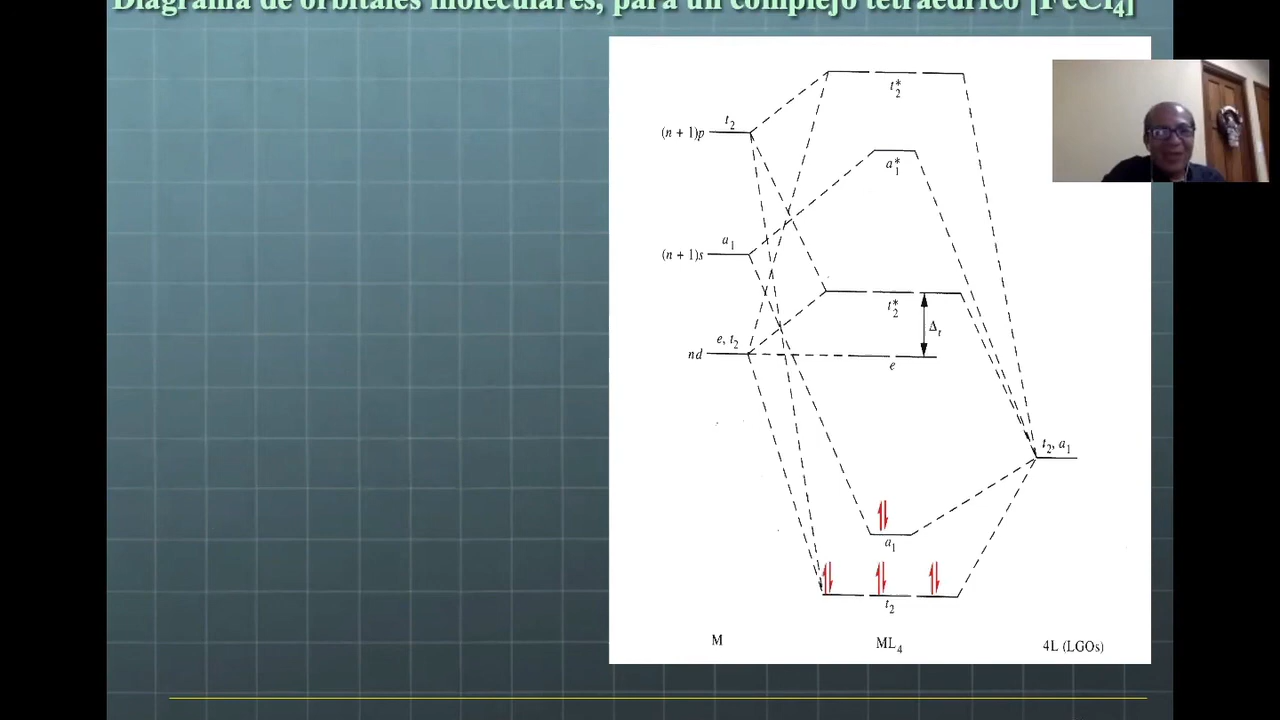 Diagrama de orbitales moleculares, para un complejo tetraédrico [FeCl₄]
t₂*
t₂
(n + 1)p
a₁*
a₁
(n + 1)s
t₂*
Δₜ
e, t₂
nd
e
t₂, a₁
a₁
t₂
M
ML₄
4L (LGOs)